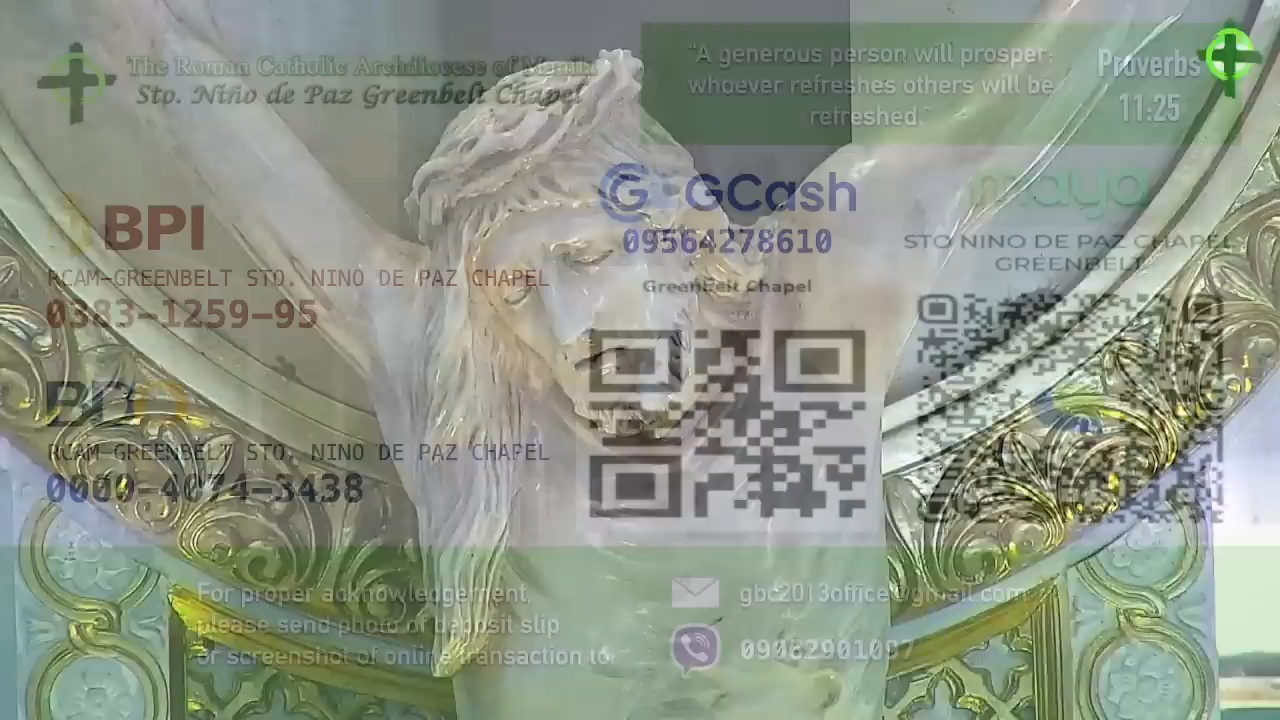 The Roman Catholic Archdiocese of Manila
Sto. Niño de Paz Greenbelt Chapel
"A generous person will prosper;
whoever refreshes others will be
refreshed."
Proverbs
11:25
BPI
RCAM-GREENBELT STO. NINO DE PAZ CHAPEL
0383-1259-95
BDO
RCAM-GREENBELT STO. NINO DE PAZ CHAPEL
GCash
09564278610
Greenbelt Chapel
maya
STO NINO DE PAZ CHAPEL
GREENBELT
For proper acknowledgement,
please send photo of deposit slip
or screenshot of online transaction to
gbc2013office@gmail.com